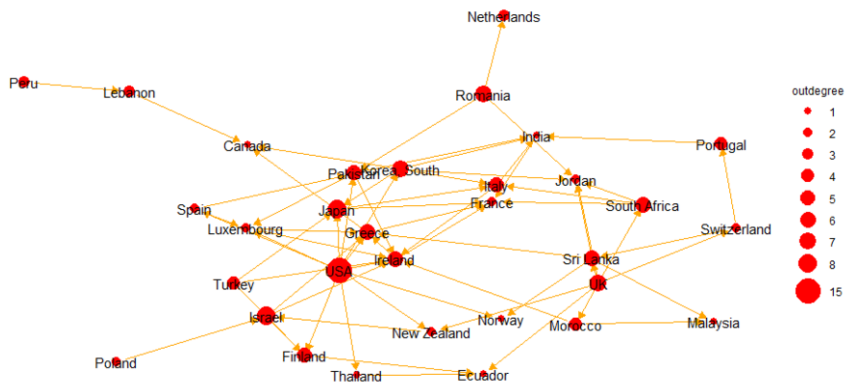 Netherlands
Peru
Lebanon
Romania
outdegree
1
India
2
Canada
Portugal
3
Pakistan
Korea, South
4
Italy
Jordan
5
Spain
Japan
France
South Africa
6
Luxembourg
Greece
Switzerland
7
Ireland
Sri Lanka
8
USA
Turkey
UK
15
Israel
New Zealand
Norway
Morocco
Malaysia
Finland
Poland
Thailand
Ecuador